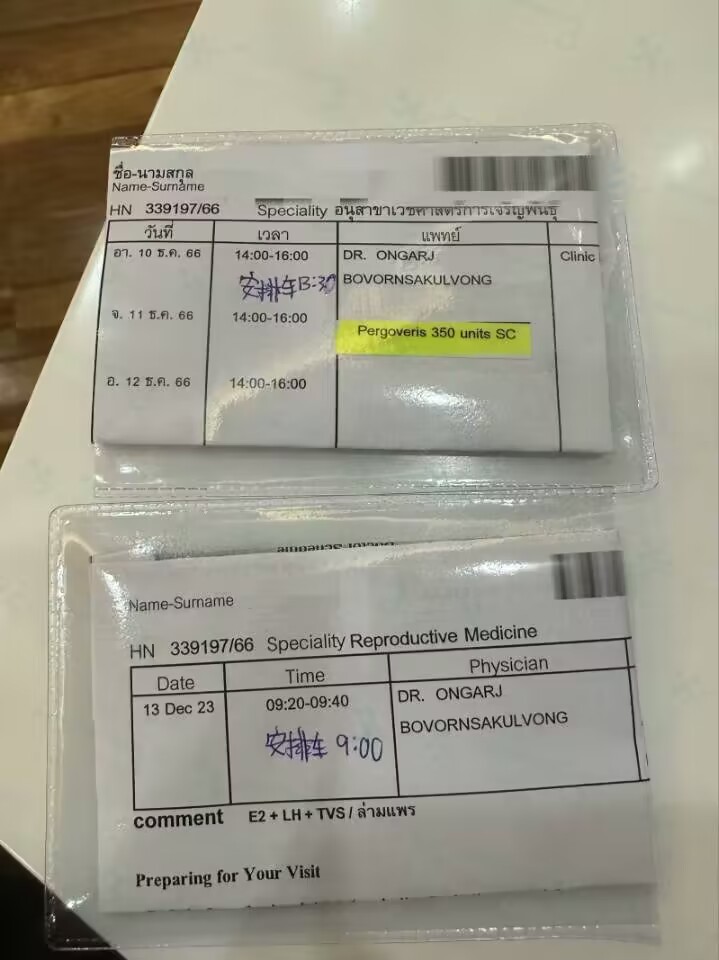 ชื่อ-นามสกุล
Name-Surname
HN 339197/66 Speciality อนุสาขาเวชศาสตร์การเจริญพันธุ์
วันที่ เวลา แพทย์
อา. 10 ธ.ค. 66 14:00-16:00 DR. ONGARJ Clinic
安排车13:30 BOVORNSAKULVONG
จ. 11 ธ.ค. 66 14:00-16:00
Pergoveris 350 units SC
อ. 12 ธ.ค. 66 14:00-16:00
Doctor Schedule
Name-Surname
HN 339197/66 Speciality Reproductive Medicine
Date Time Physician
13 Dec 23 09:20-09:40 DR. ONGARJ
安排车 9:00 BOVORNSAKULVONG
comment E2 + LH + TVS / ล่ามแพร
Preparing for Your Visit